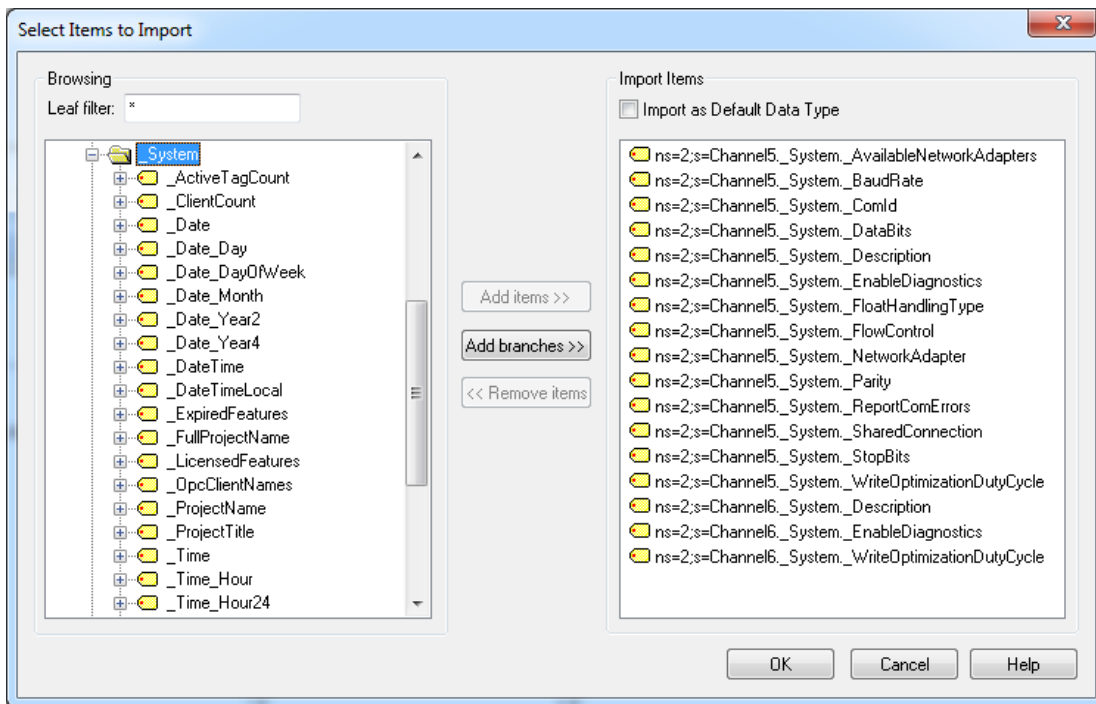 Select Items to Import
Browsing
Leaf filter: *
_System
_ActiveTagCount
_ClientCount
_Date
_Date_Day
_Date_DayOfWeek
_Date_Month
_Date_Year2
_Date_Year4
_DateTime
_DateTimeLocal
_ExpiredFeatures
_FullProjectName
_LicensedFeatures
_OpcClientNames
_ProjectName
_ProjectTitle
_Time
_Time_Hour
_Time_Hour24
Add items >>
Add branches >>
<< Remove items
Import Items
Import as Default Data Type
ns=2;s=Channel5._System._AvailableNetworkAdapters
ns=2;s=Channel5._System._BaudRate
ns=2;s=Channel5._System._ComId
ns=2;s=Channel5._System._DataBits
ns=2;s=Channel5._System._Description
ns=2;s=Channel5._System._EnableDiagnostics
ns=2;s=Channel5._System._FloatHandlingType
ns=2;s=Channel5._System._FlowControl
ns=2;s=Channel5._System._NetworkAdapter
ns=2;s=Channel5._System._Parity
ns=2;s=Channel5._System._ReportComErrors
ns=2;s=Channel5._System._SharedConnection
ns=2;s=Channel5._System._StopBits
ns=2;s=Channel5._System._WriteOptimizationDutyCycle
ns=2;s=Channel6._System._Description
ns=2;s=Channel6._System._EnableDiagnostics
ns=2;s=Channel6._System._WriteOptimizationDutyCycle
OK
Cancel
Help